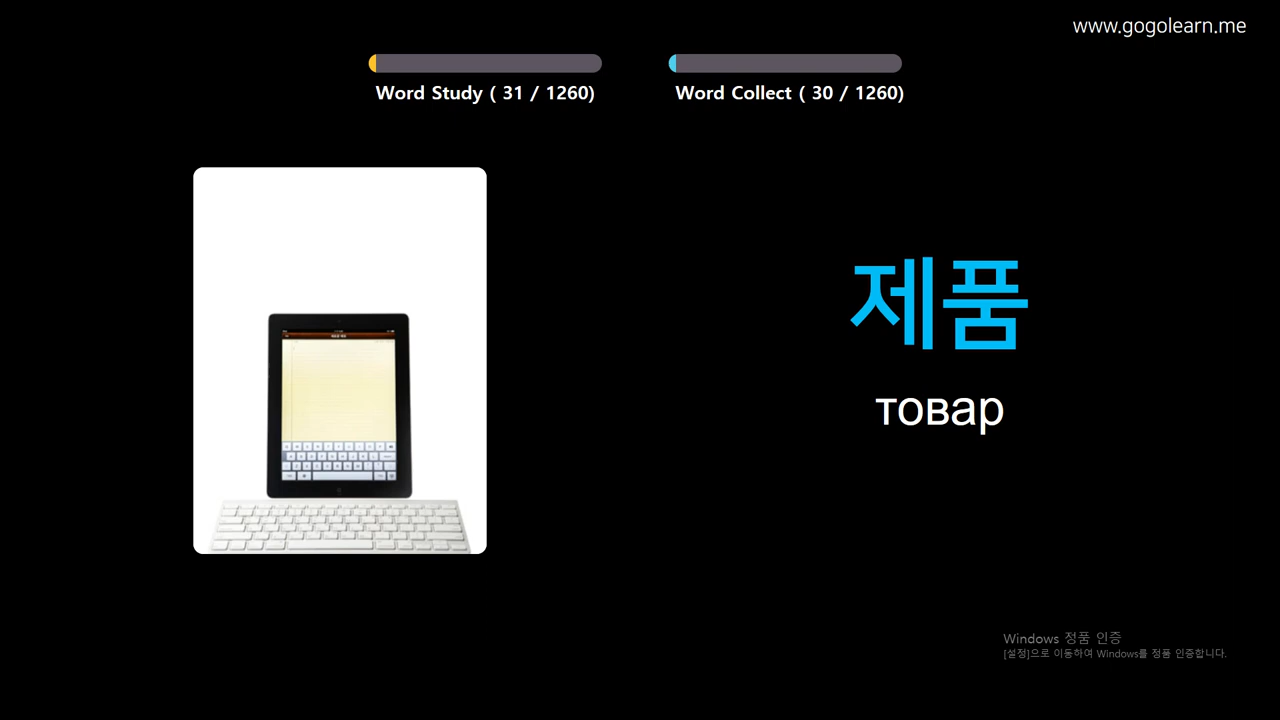 www.gogolearn.me
Word Study ( 31 / 1260)
Word Collect ( 30 / 1260)
제품
товар
Windows 정품 인증
[설정]으로 이동하여 Windows를 정품 인증합니다.